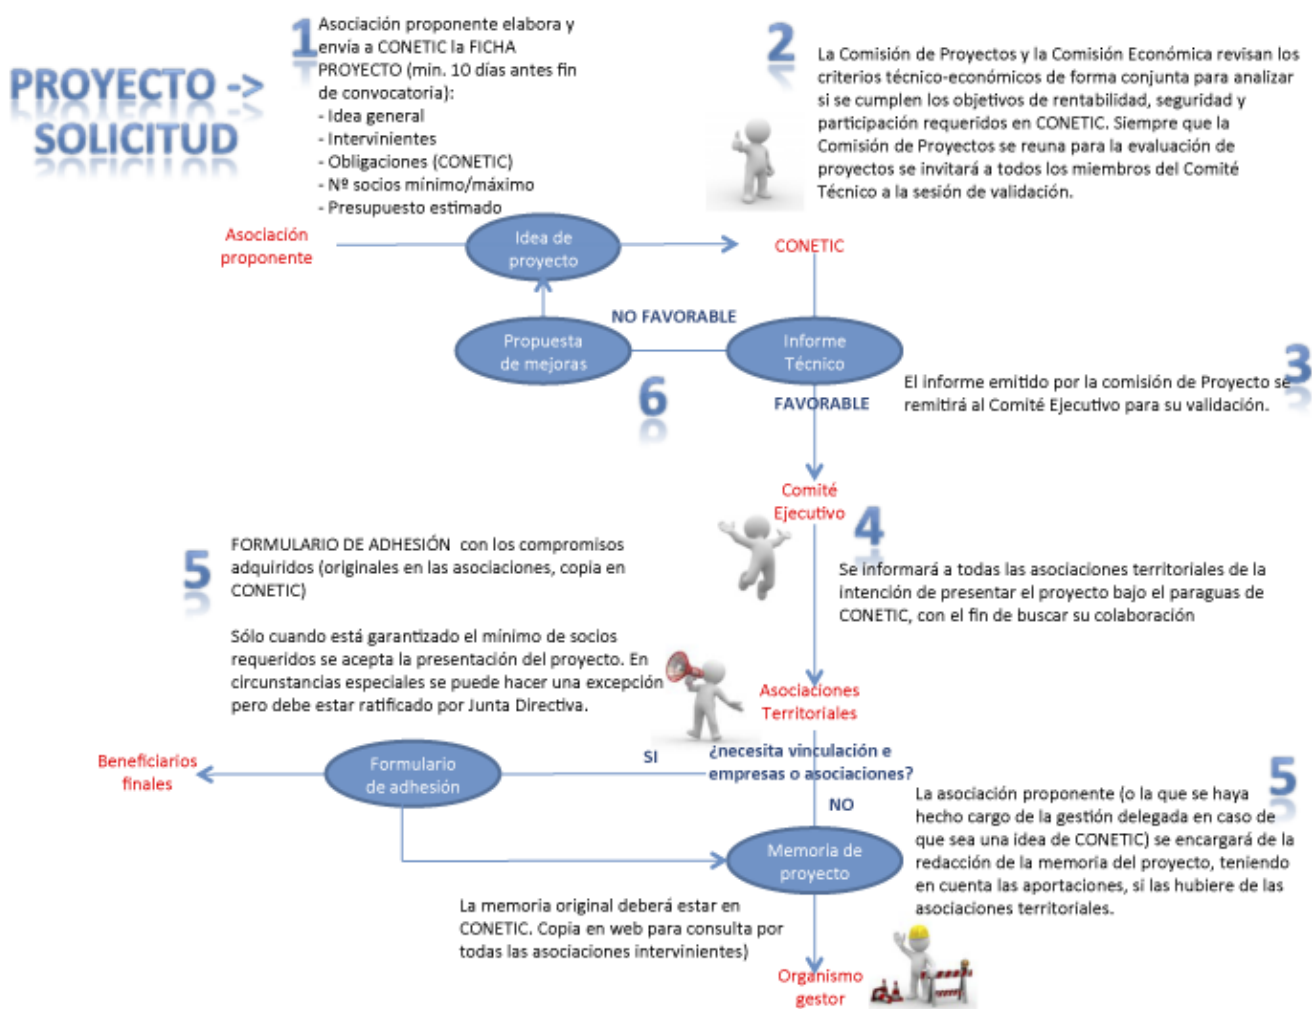 PROYECTO ->
SOLICITUD
1
Asociación proponente elabora y
envía a CONETIC la FICHA
PROYECTO (min. 10 días antes fin
de convocatoria):
- Idea general
- Intervinientes
- Obligaciones (CONETIC)
- Nº socios mínimo/máximo
- Presupuesto estimado
2
La Comisión de Proyectos y la Comisión Económica revisan los
criterios técnico-económicos de forma conjunta para analizar
si se cumplen los objetivos de rentabilidad, seguridad y
participación requeridos en CONETIC. Siempre que la
Comisión de Proyectos se reuna para la evaluación de
proyectos se invitará a todos los miembros del Comité
Técnico a la sesión de validación.
Asociación
proponente
Idea de
proyecto
CONETIC
NO FAVORABLE
Propuesta
de mejoras
Informe
Técnico
3
El informe emitido por la comisión de Proyecto se
remitirá al Comité Ejecutivo para su validación.
6
FAVORABLE
Comité
Ejecutivo
4
Se informará a todas las asociaciones territoriales de la
intención de presentar el proyecto bajo el paraguas de
CONETIC, con el fin de buscar su colaboración
5
FORMULARIO DE ADHESIÓN con los compromisos
adquiridos (originales en las asociaciones, copia en
CONETIC)
Sólo cuando está garantizado el mínimo de socios
requeridos se acepta la presentación del proyecto. En
circunstancias especiales se puede hacer una excepción
pero debe estar ratificado por Junta Directiva.
Asociaciones
Territoriales
¿necesita vinculación e
empresas o asociaciones?
SI
NO
Beneficiarios
finales
Formulario
de adhesión
5
La asociación proponente (o la que se haya
hecho cargo de la gestión delegada en caso de
que sea una idea de CONETIC) se encargará de la
redacción de la memoria del proyecto, teniendo
en cuenta las aportaciones, si las hubiere de las
asociaciones territoriales.
Memoria de
proyecto
La memoria original deberá estar en
CONETIC. Copia en web para consulta por
todas las asociaciones intervinientes)
Organismo
gestor